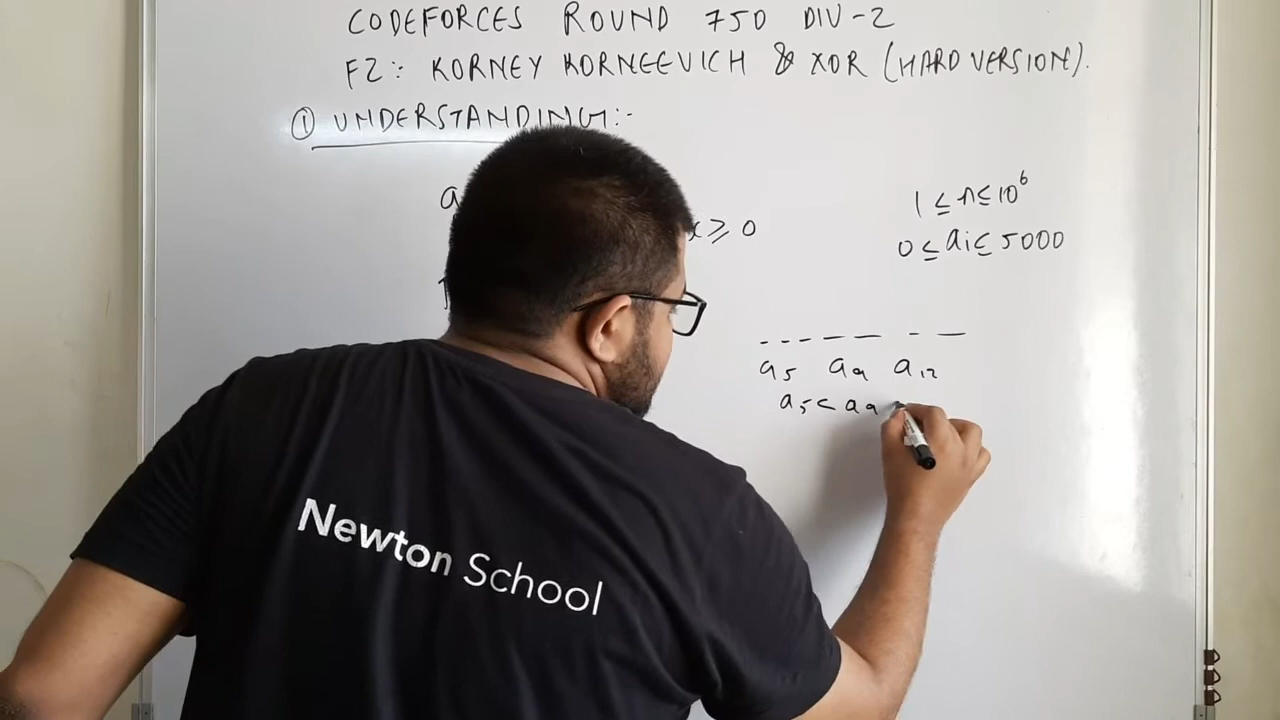 CODEFORCES ROUND 750 DIV-2
F2:- KORNEY KORNEEVICH & XOR (HARD VERSION).
① UNDERSTANDING:-
a
x ≥ 0
1 ≤ n ≤ 10⁶
0 ≤ ai ≤ 5000
a5 a9 a12
a5 < a9
Newton School